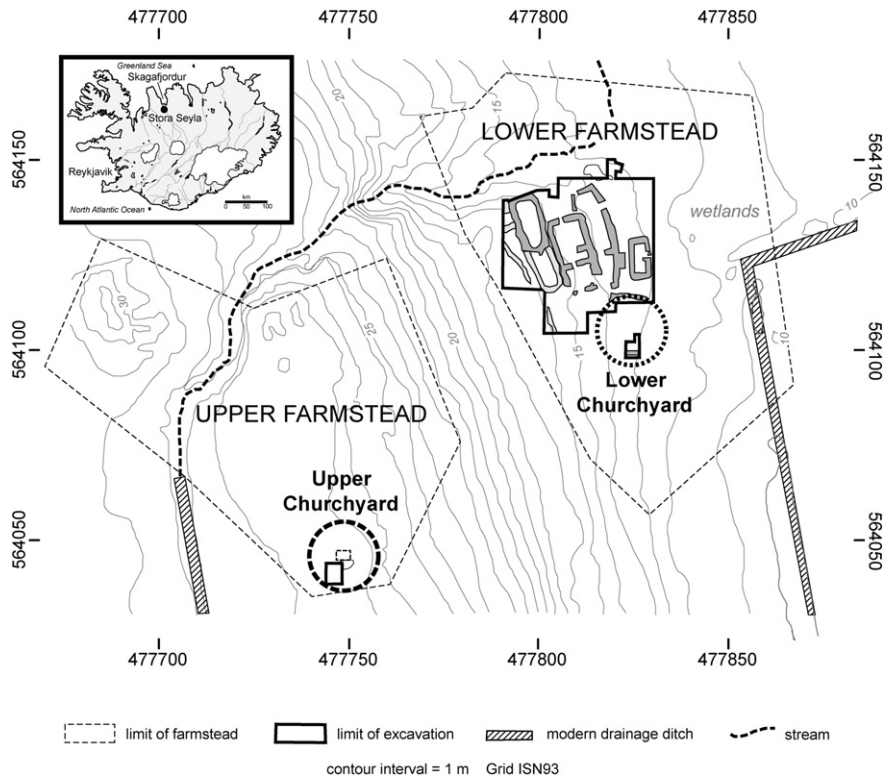 477700 477750 477800 477850
Greenland Sea
Skagafjordur
Stora Seyla
Reykjavik
km
0 50 100
North Atlantic Ocean
564150
564150
20
15
LOWER FARMSTEAD
wetlands
10
30
25
20
15
10
564100
564100
Lower
Churchyard
UPPER FARMSTEAD
Upper
Churchyard
564050
564050
477700 477750 477800 477850
limit of farmstead limit of excavation modern drainage ditch stream
contour interval = 1 m Grid ISN93